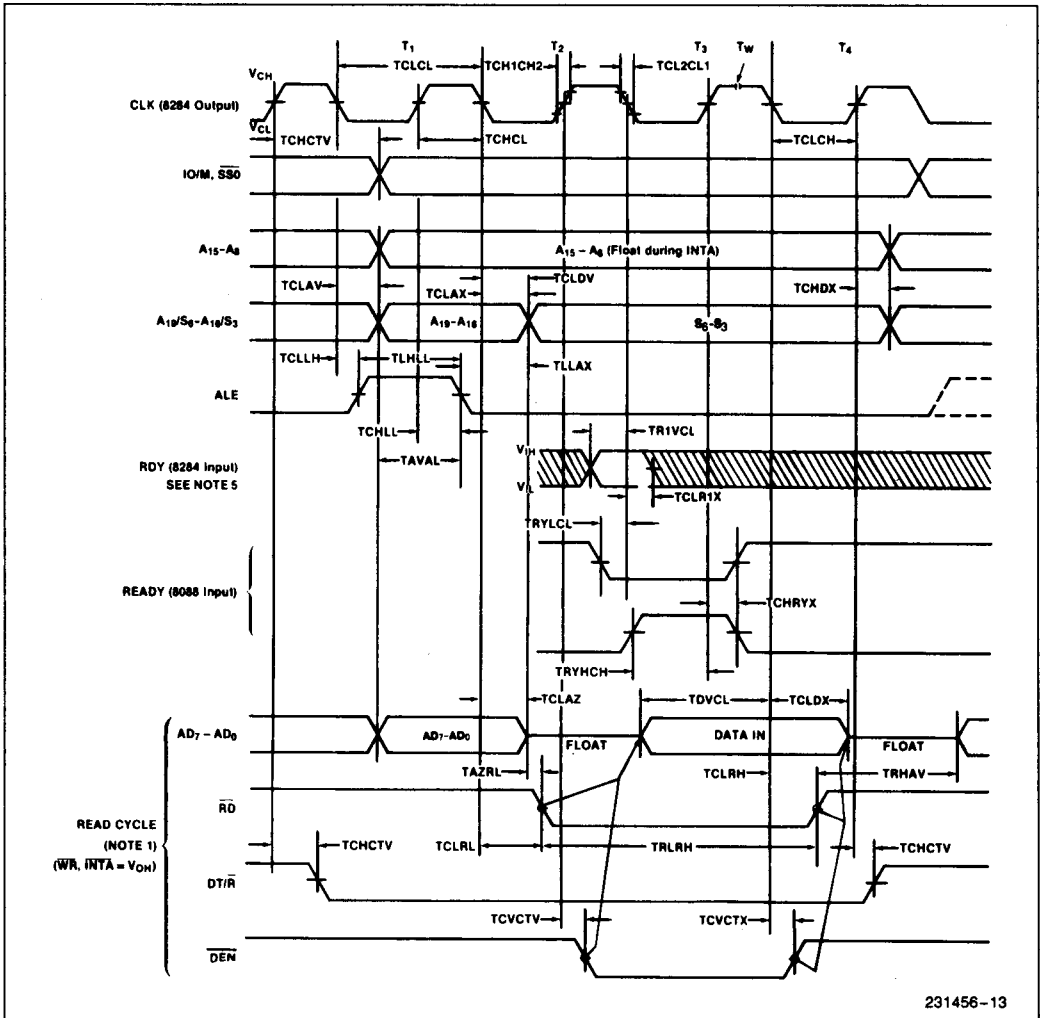 T1 T2 T3 TW T4
VCH TCLCL TCH1CH2 TCL2CL1
CLK (8284 Output)
VCL TCHCTV TCHCL TCLCH
IO/M, SS0
A15-A8 A15 – A8 (Float during INTA)
TCLDV
TCLAV TCLAX TCHDX
A19/S6-A16/S3 A19-A16 S6-S3
TCLLH TLHLL TLLAX
ALE
TCHLL TR1VCL
TAVAL
RDY (8284 Input) VIH
SEE NOTE 5 VIL
TCLR1X
TRYLCL
READY (8088 Input)
TCHRYX
TRYHCH
TCLAZ TDVCL TCLDX
AD7 – AD0 AD7-AD0 FLOAT DATA IN FLOAT
TAZRL TCLRH TRHAV
RD
READ CYCLE
(NOTE 1)
(WR, INTA = VOH)
TCHCTV TCLRL TRLRH TCHCTV
DT/R
TCVCTV TCVCTX
DEN
231456-13